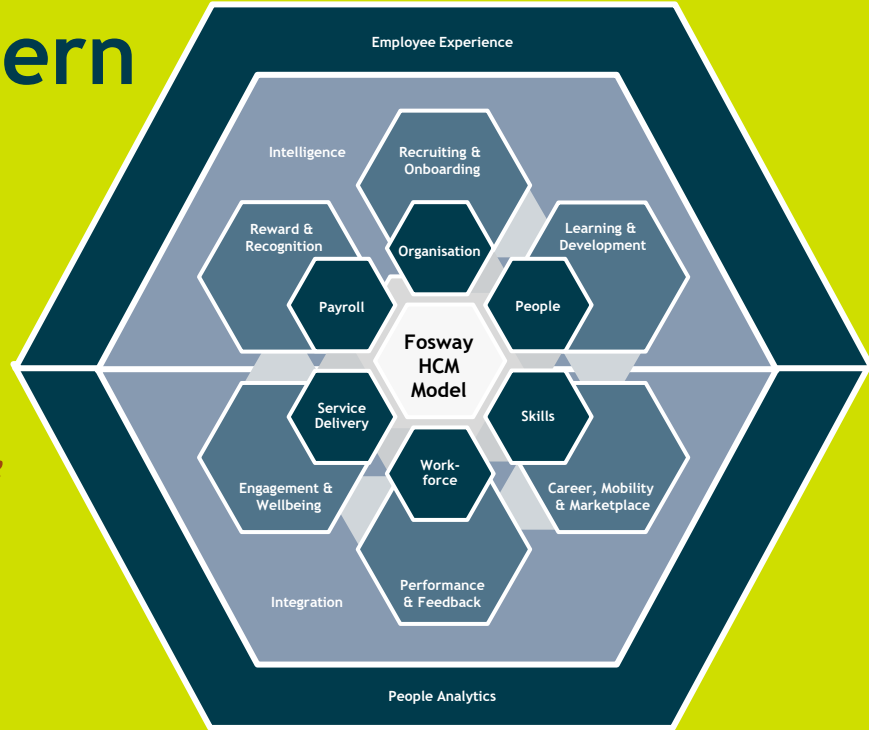 ern
Employee Experience
Intelligence
Recruiting &
Onboarding
Reward &
Recognition
Learning &
Development
Organisation
Payroll
People
Fosway
HCM
Model
Service
Delivery
Skills
Work-
force
Engagement &
Wellbeing
Career, Mobility
& Marketplace
Performance
& Feedback
Integration
People Analytics